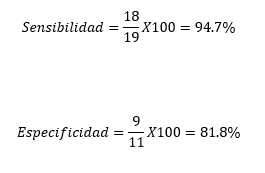 Sensibilidad = 18/19 X100 = 94.7%
Especificidad = 9/11 X100 = 81.8%